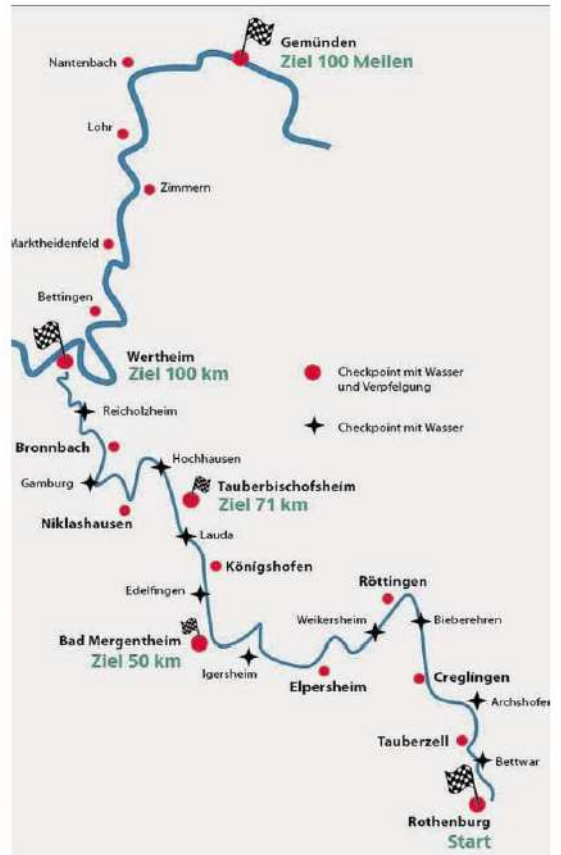 Gemünden
Ziel 100 Meilen
Nantenbach
Lohr
Zimmern
Marktheidenfeld
Bettingen
Wertheim
Ziel 100 km
Checkpoint mit Wasser
und Verpfelgung
Reicholzheim
Checkpoint mit Wasser
Bronnbach
Hochhausen
Gamburg
Tauberbischofsheim
Ziel 71 km
Niklashausen
Lauda
Königshofen
Edelfingen
Röttingen
Weikersheim
Bieberehren
Bad Mergentheim
Ziel 50 km
Igersheim
Elpersheim
Creglingen
Archshofen
Tauberzell
Bettwar
Rothenburg
Start